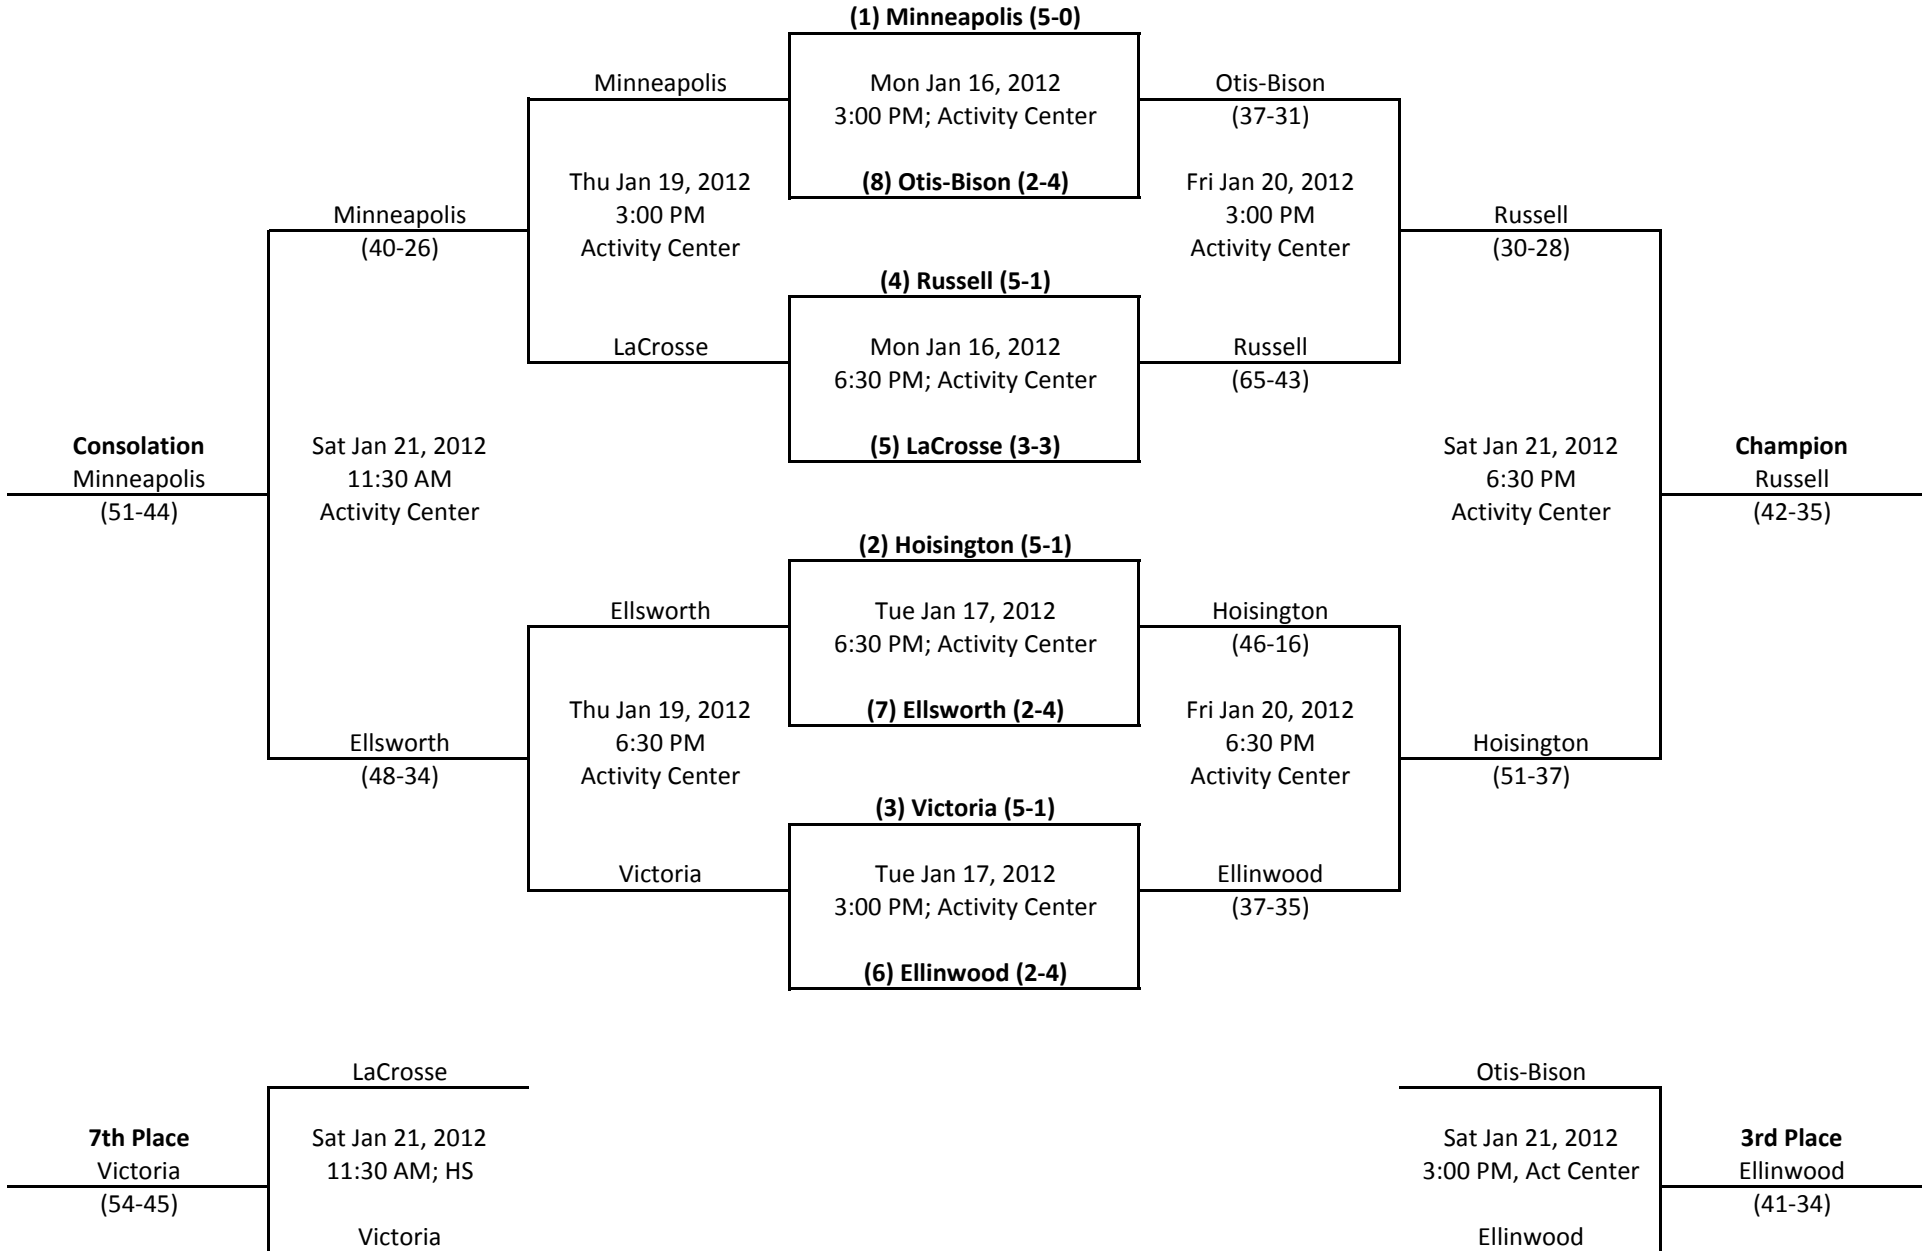 (1) Minneapolis (5-0)
Minneapolis
Mon Jan 16, 2012
3:00 PM; Activity Center
Otis-Bison
(37-31)
Thu Jan 19, 2012
3:00 PM
Activity Center
(8) Otis-Bison (2-4)
Fri Jan 20, 2012
3:00 PM
Activity Center
Minneapolis
(40-26)
Russell
(30-28)
(4) Russell (5-1)
LaCrosse
Mon Jan 16, 2012
6:30 PM; Activity Center
Russell
(65-43)
(5) LaCrosse (3-3)
Consolation
Minneapolis
(51-44)
Sat Jan 21, 2012
11:30 AM
Activity Center
Sat Jan 21, 2012
6:30 PM
Activity Center
Champion
Russell
(42-35)
(2) Hoisington (5-1)
Ellsworth
Tue Jan 17, 2012
6:30 PM; Activity Center
Hoisington
(46-16)
Thu Jan 19, 2012
6:30 PM
Activity Center
(7) Ellsworth (2-4)
Fri Jan 20, 2012
6:30 PM
Activity Center
Ellsworth
(48-34)
Hoisington
(51-37)
(3) Victoria (5-1)
Victoria
Tue Jan 17, 2012
3:00 PM; Activity Center
Ellinwood
(37-35)
(6) Ellinwood (2-4)
LaCrosse
7th Place
Victoria
(54-45)
Sat Jan 21, 2012
11:30 AM; HS
Victoria
Otis-Bison
Sat Jan 21, 2012
3:00 PM, Act Center
Ellinwood
3rd Place
Ellinwood
(41-34)